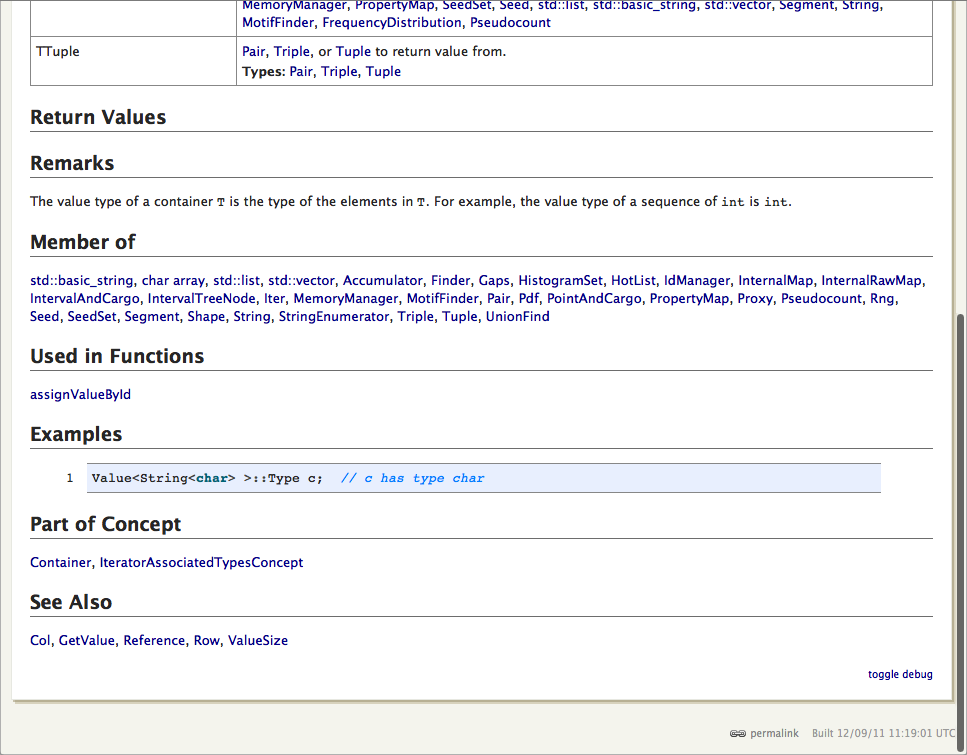 MemoryManager, PropertyMap, SeedSet, Seed, std::list, std::basic_string, std::vector, Segment, String,
MotifFinder, FrequencyDistribution, Pseudocount
TTuple
Pair, Triple, or Tuple to return value from.
Types: Pair, Triple, Tuple
Return Values
Remarks
The value type of a container T is the type of the elements in T. For example, the value type of a sequence of int is int.
Member of
std::basic_string, char array, std::list, std::vector, Accumulator, Finder, Gaps, HistogramSet, HotList, IdManager, InternalMap, InternalRawMap,
IntervalAndCargo, IntervalTreeNode, Iter, MemoryManager, MotifFinder, Pair, Pdf, PointAndCargo, PropertyMap, Proxy, Pseudocount, Rng,
Seed, SeedSet, Segment, Shape, String, StringEnumerator, Triple, Tuple, UnionFind
Used in Functions
assignValueById
Examples
1 Value<String<char> >::Type c;  // c has type char
Part of Concept
Container, IteratorAssociatedTypesConcept
See Also
Col, GetValue, Reference, Row, ValueSize
toggle debug
permalink Built 12/09/11 11:19:01 UTC